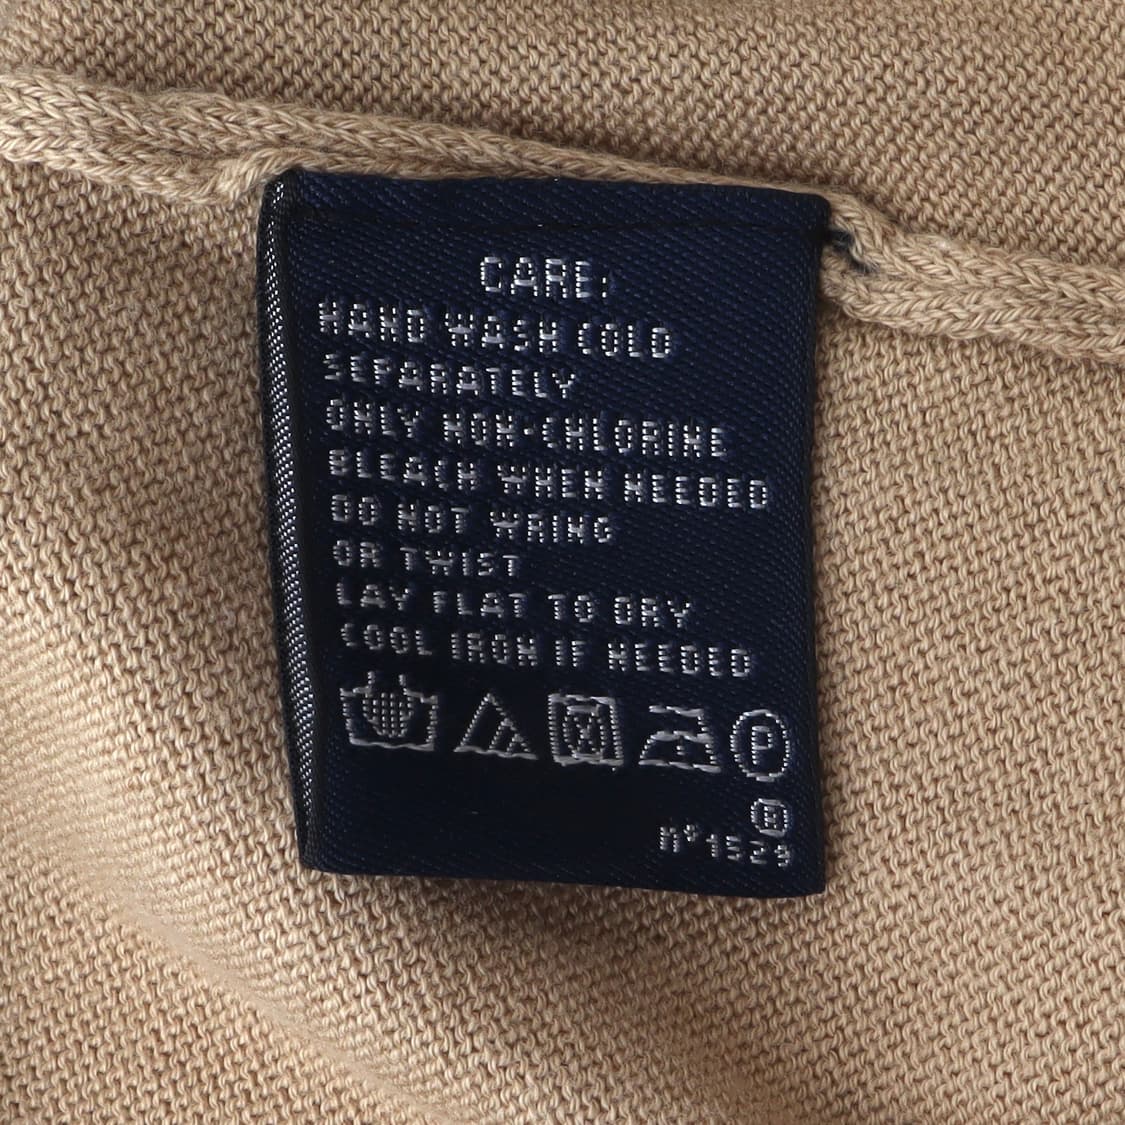 CARE:
HAND WASH COLD
SEPARATELY
ONLY NON-CHLORINE
BLEACH WHEN NEEDED
DO NOT WRING
OR TWIST
LAY FLAT TO DRY
COOL IRON IF NEEDED
P
n°1529